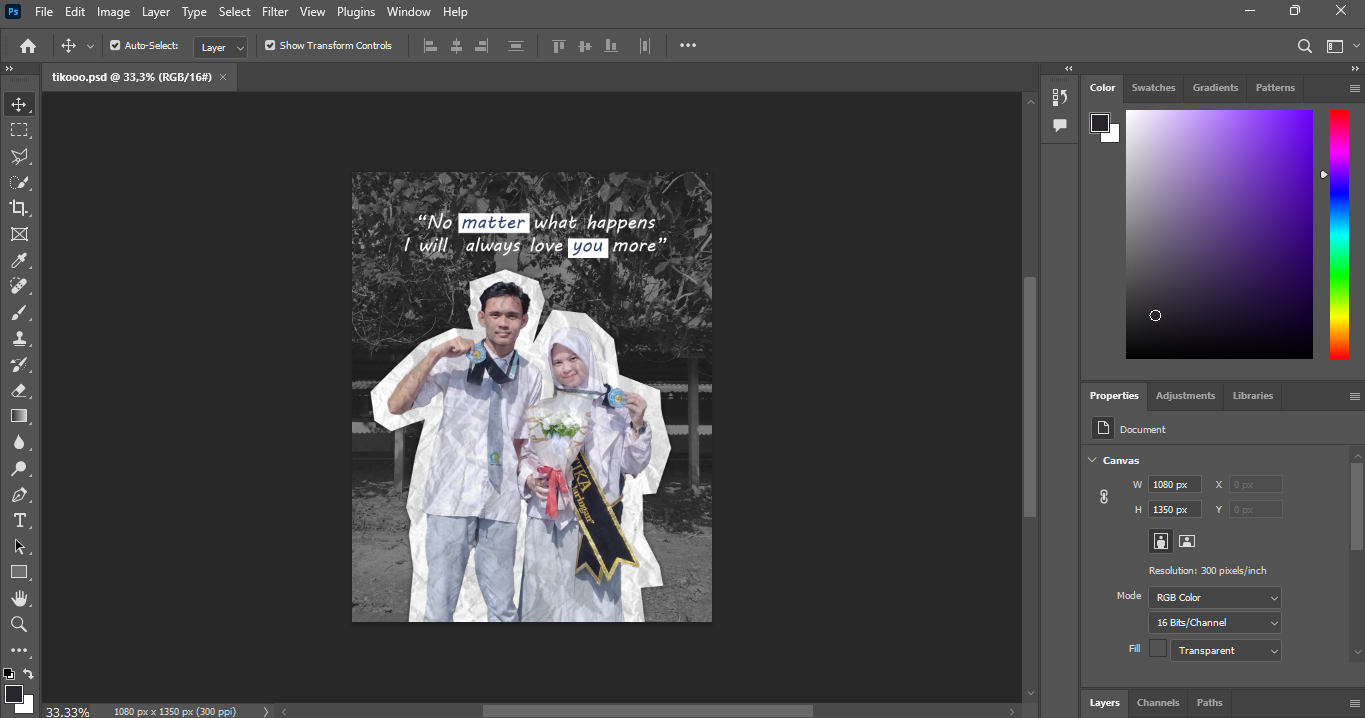 Ps File Edit Image Layer Type Select Filter View Plugins Window Help
Auto-Select: Layer Show Transform Controls
tikooo.psd @ 33,3% (RGB/16#) ×
“No matter what happens
I will always love you more”
TIKA
33.33% 1080 px x 1350 px (300 ppi)
Color Swatches Gradients Patterns
Properties Adjustments Libraries
Document
Canvas
W 1080 px X 0 px
H 1350 px Y 0 px
Resolution: 300 pixels/inch
Mode RGB Color
16 Bits/Channel
Fill Transparent
Layers Channels Paths